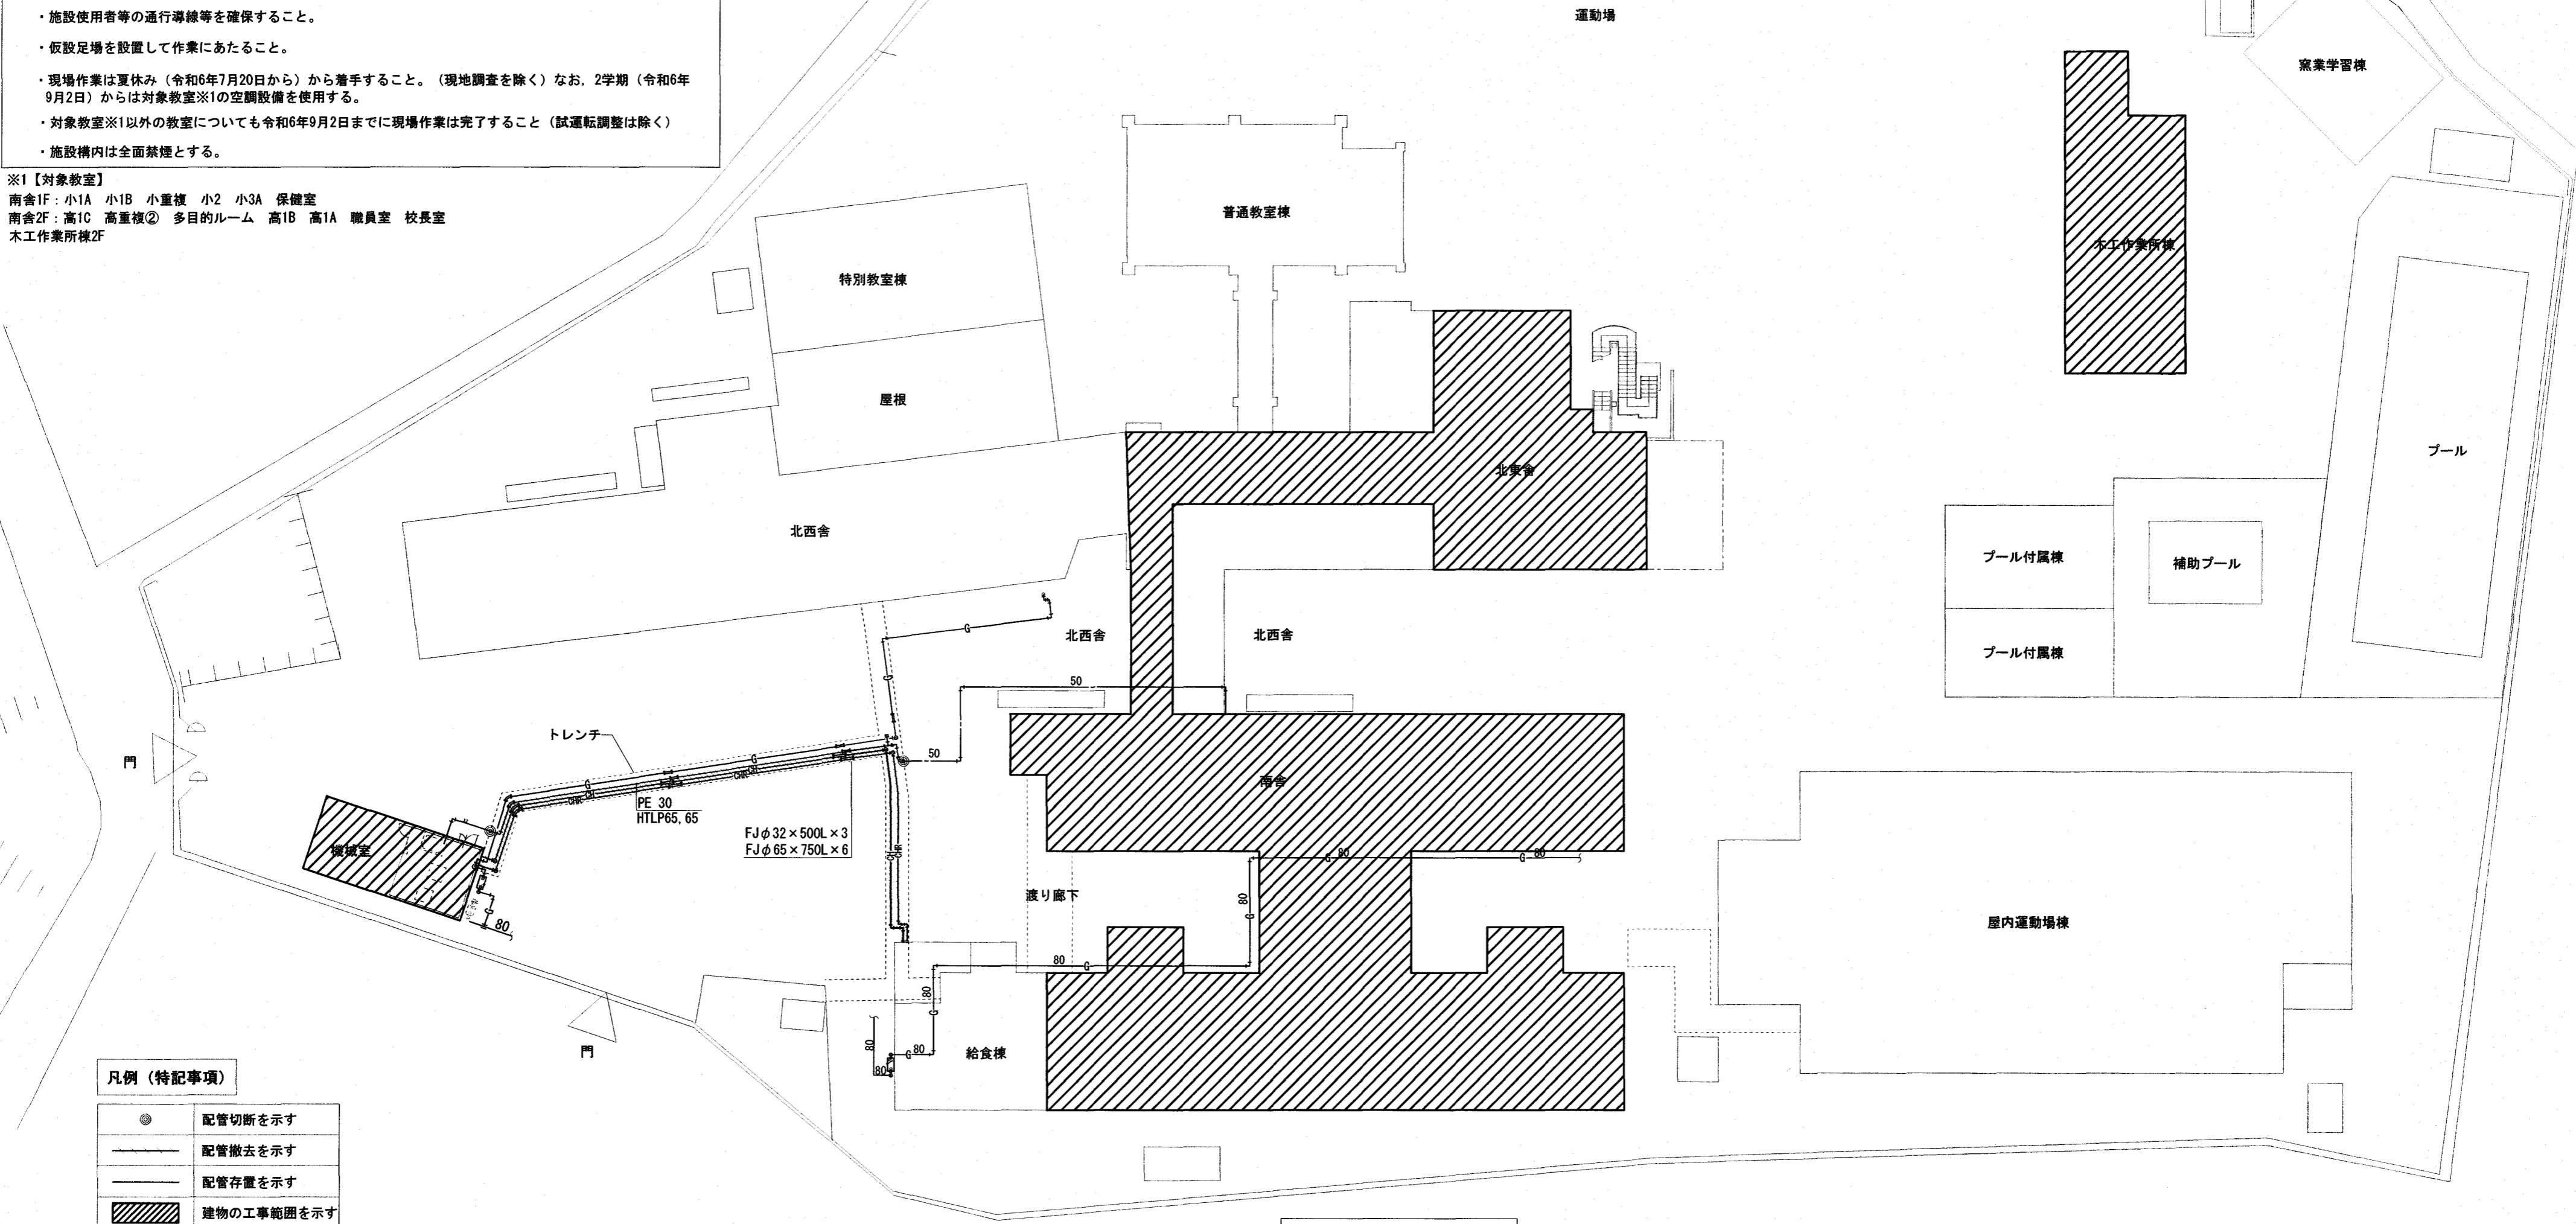 ・施設使用者等の通行導線等を確保すること。
・仮設足場を設置して作業にあたること。
・現場作業は夏休み（令和6年7月20日から）から着手すること。（現地調査を除く）なお，2学期（令和6年
9月2日）からは対象教室※1の空調設備を使用する。
・対象教室※1以外の教室についても令和6年9月2日までに現場作業は完了すること（試運転調整は除く）
・施設構内は全面禁煙とする。
※1【対象教室】
南舎1F：小1A　小1B　小重複　小2　小3A　保健室
南舎2F：高1C　高重複②　多目的ルーム　高1B　高1A　職員室　校長室
木工作業所棟2F
運動場
窯業学習棟
普通教室棟
木工作業所棟
特別教室棟
屋根
北東舎
プール
北西舎
プール付属棟
補助プール
G
北西舎
北西舎
プール付属棟
G
50
トレンチ
50
門
G
G
CHR
CH
CHR
CH
南舎
PE 30
HTLP65, 65
FJφ32×500L×3
FJφ65×750L×6
機械室
CH
CHR
G 80
G 80
渡り廊下
80
G
G
80
屋内運動場棟
80 G
80
G
80
G 80
80
給食棟
門
凡例（特記事項）
配管切断を示す
配管撤去を示す
配管存置を示す
建物の工事範囲を示す